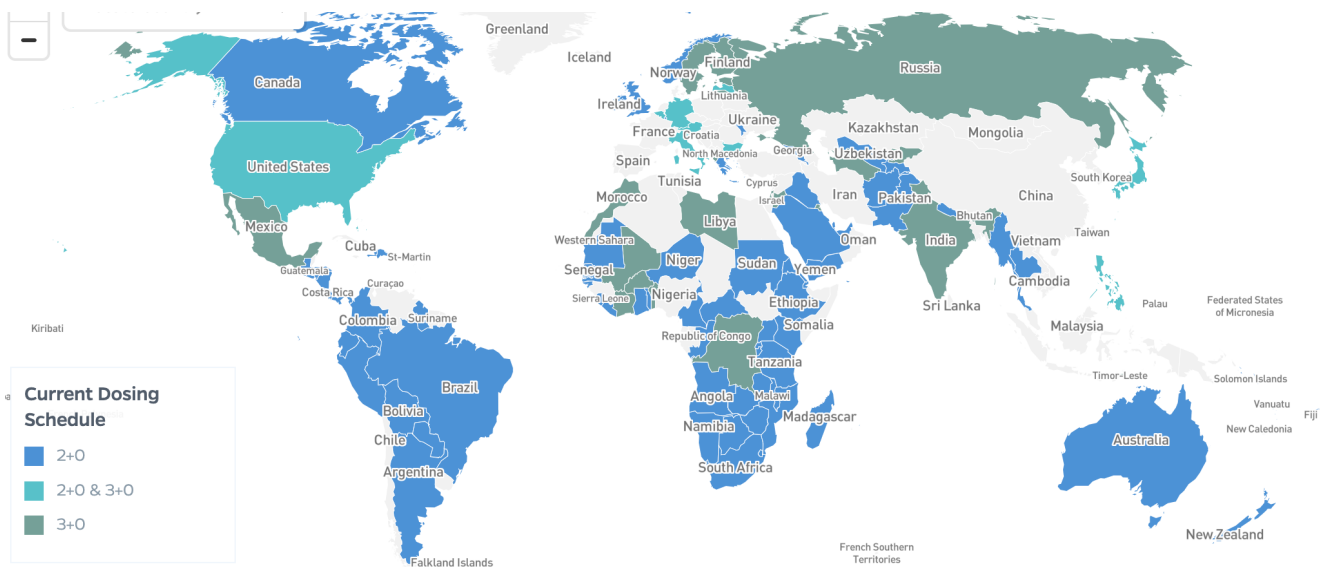 Greenland
Iceland
Canada
Norway
Finland
Russia
Ireland
Lithuania
Ukraine
France
Croatia
Kazakhstan
Mongolia
United States
North Macedonia
Georgia
Uzbekistan
Spain
South Korea
Tunisia
Cyprus
Iran
China
Morocco
Israel
Pakistan
Mexico
Libya
Bhutan
Taiwan
Cuba
Western Sahara
Oman
India
Vietnam
St-Martin
Guatemala
Senegal
Niger
Sudan
Yemen
Cambodia
Costa Rica
Curaçao
Sierra Leone
Nigeria
Ethiopia
Sri Lanka
Palau
Federated States
of Micronesia
Kiribati
Colombia
Suriname
Republic of Congo
Somalia
Malaysia
Tanzania
Timor-Leste
Solomon Islands
Brazil
Angola
Malawi
Vanuatu
Bolivia
Madagascar
Fiji
Namibia
New Caledonia
Chile
Australia
Argentina
South Africa
New Zealand
French Southern
Territories
Falkland Islands
Current Dosing
Schedule
2+0
2+0 & 3+0
3+0